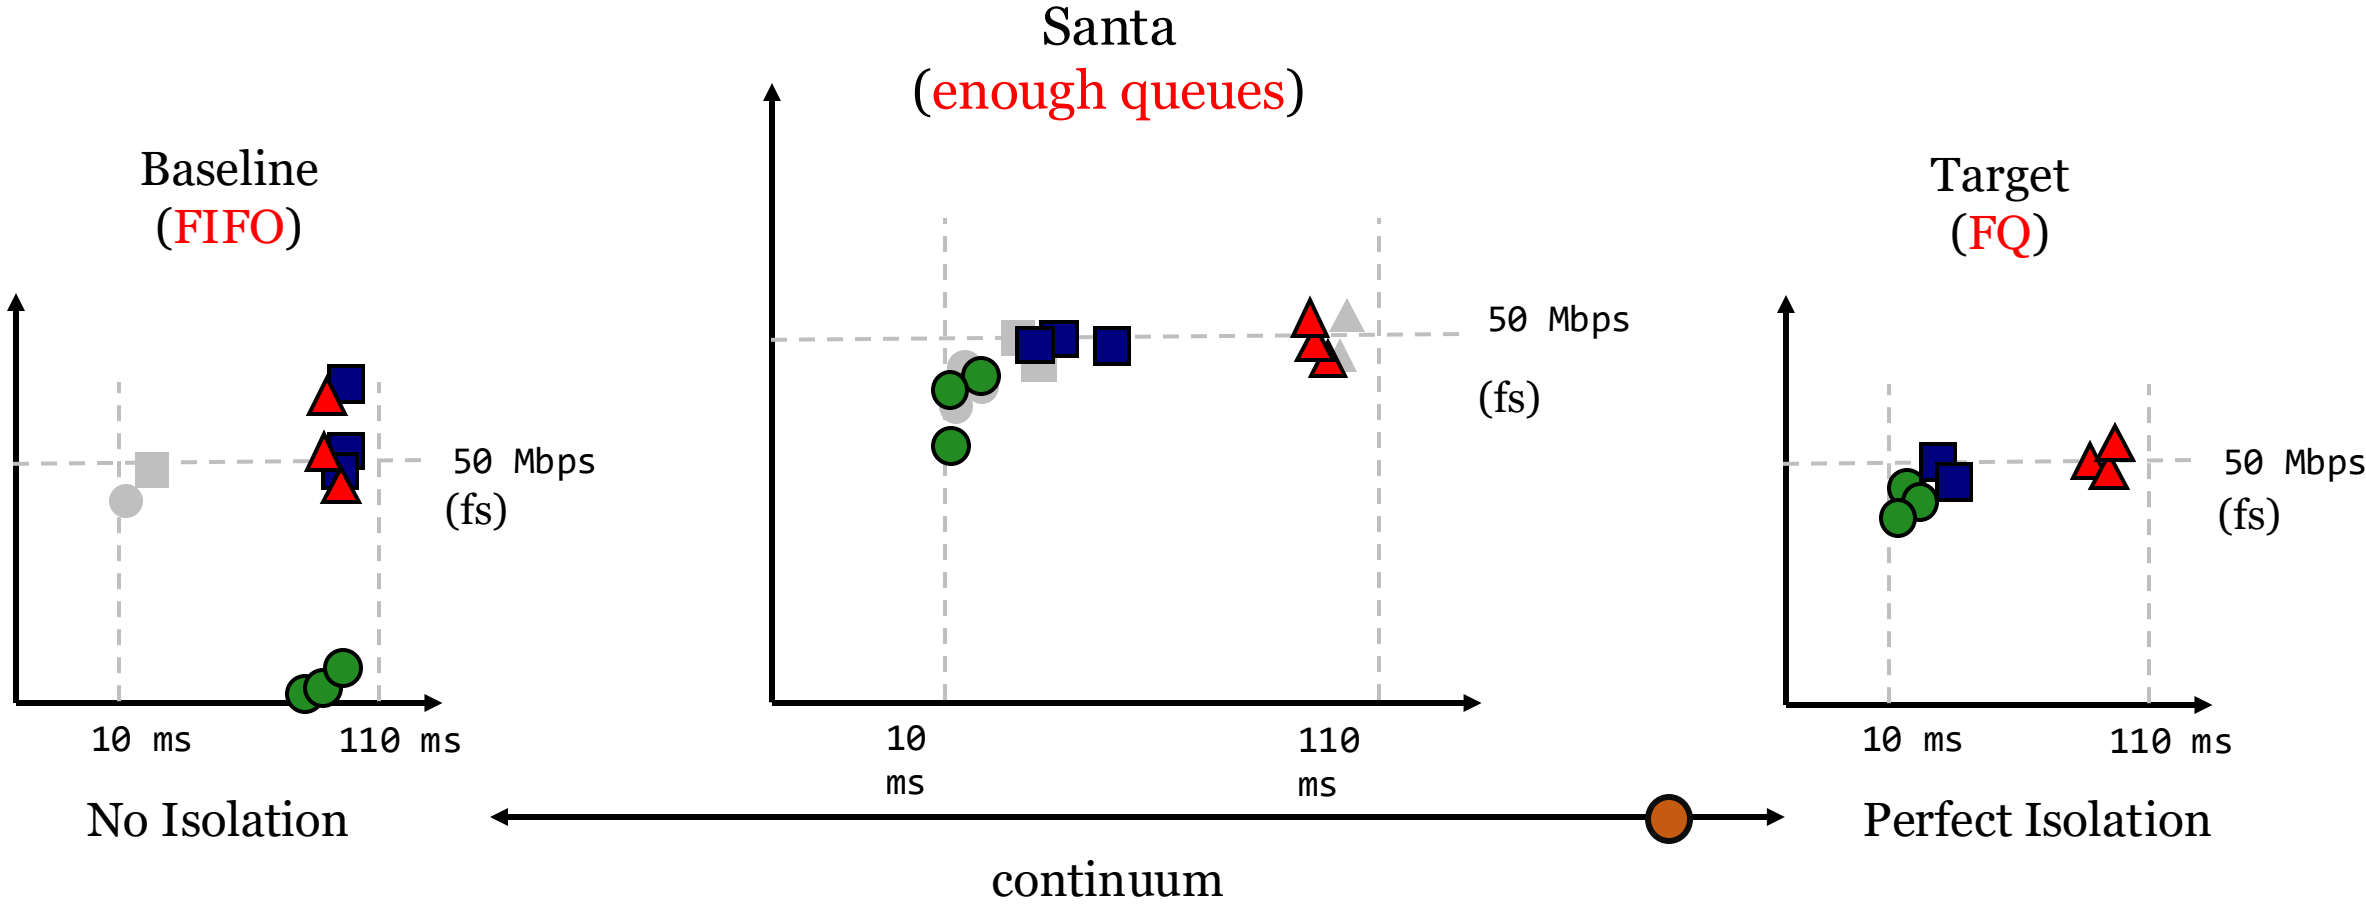 Santa
(enough queues)
Baseline
(FIFO)
Target
(FQ)
50 Mbps
(fs)
50 Mbps
(fs)
50 Mbps
(fs)
10 ms
110 ms
10
ms
110
ms
10 ms
110 ms
No Isolation
Perfect Isolation
continuum